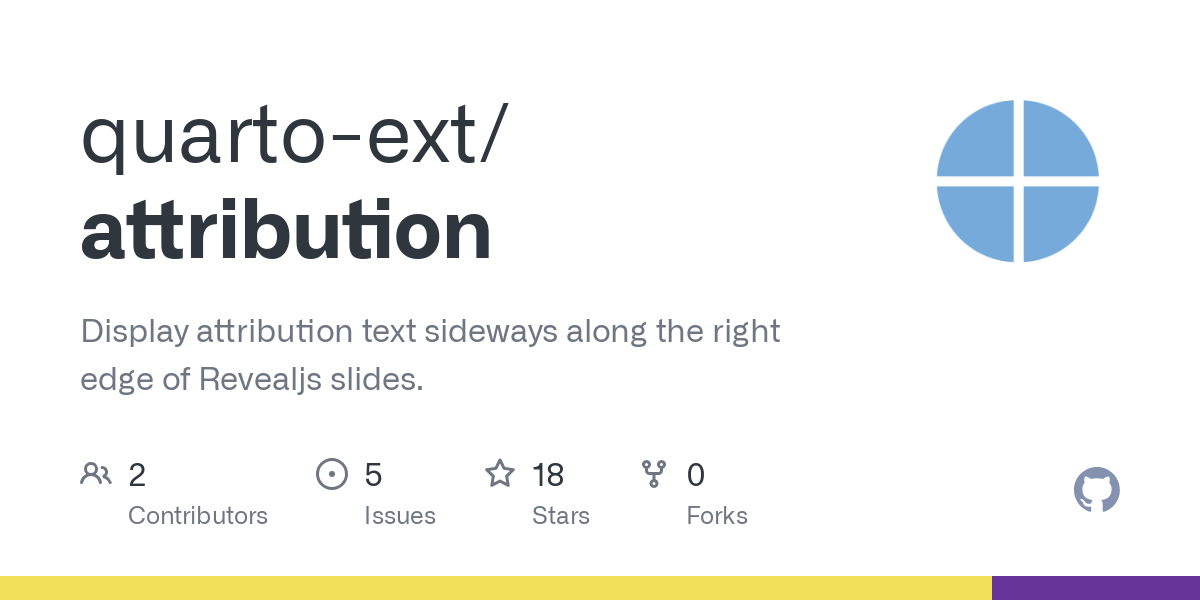 quarto-ext/
attribution
Display attribution text sideways along the right
edge of Revealjs slides.
2 5 18 0
Contributors Issues Stars Forks